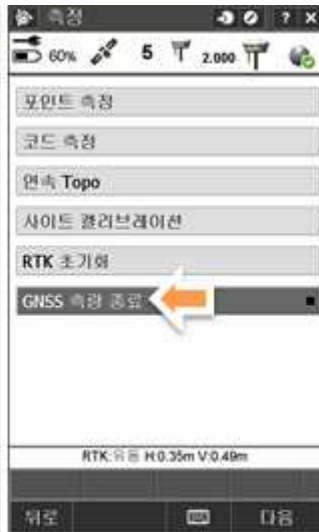 측정
? ×
60% 5 2.000
포인트 측정
코드 측정
연속 Topo
사이트 캘리브레이션
RTK 초기화
GNSS 측량 종료
RTK:유동 H:0.35m V:0.49m
뒤로 다음